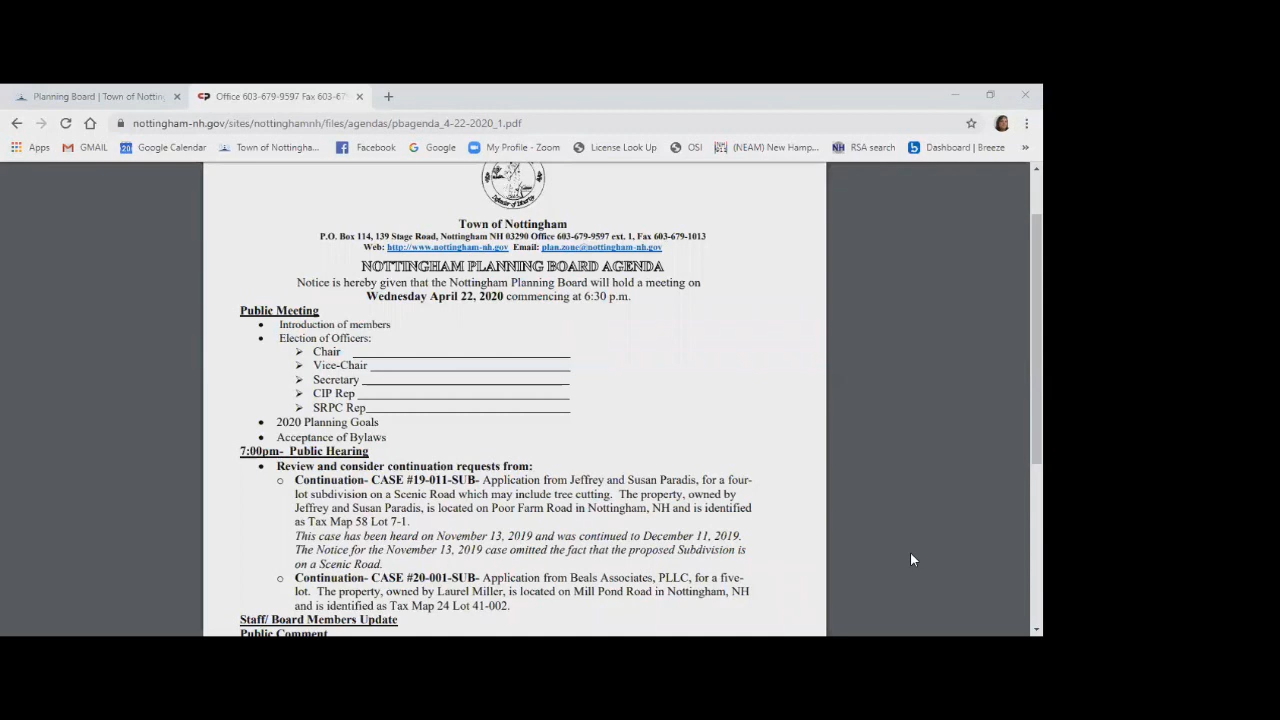 Planning Board | Town of Nottin
Office 603-679-9597 Fax 603-67
nottingham-nh.gov/sites/nottinghamnh/files/agendas/pbagenda_4-22-2020_1.pdf
Apps GMAIL Google Calendar Town of Nottingha... Facebook Google My Profile - Zoom License Look Up OSI (NEAM) New Hamp... NH RSA search Dashboard | Breeze »
Town of Nottingham
P.O. Box 114, 139 Stage Road, Nottingham NH 03290 Office 603-679-9597 ext. 1, Fax 603-679-1013
Web: http://www.nottingham-nh.gov Email: plan.zone@nottingham-nh.gov
NOTTINGHAM PLANNING BOARD AGENDA
Notice is hereby given that the Nottingham Planning Board will hold a meeting on
Wednesday April 22, 2020 commencing at 6:30 p.m.
Public Meeting
• Introduction of members
• Election of Officers:
➢ Chair
➢ Vice-Chair
➢ Secretary
➢ CIP Rep
➢ SRPC Rep
• 2020 Planning Goals
• Acceptance of Bylaws
7:00pm- Public Hearing
• Review and consider continuation requests from:
o Continuation- CASE #19-011-SUB- Application from Jeffrey and Susan Paradis, for a four-
lot subdivision on a Scenic Road which may include tree cutting. The property, owned by
Jeffrey and Susan Paradis, is located on Poor Farm Road in Nottingham, NH and is identified
as Tax Map 58 Lot 7-1.
This case has been heard on November 13, 2019 and was continued to December 11, 2019.
The Notice for the November 13, 2019 case omitted the fact that the proposed Subdivision is
on a Scenic Road.
o Continuation- CASE #20-001-SUB- Application from Beals Associates, PLLC, for a five-
lot. The property, owned by Laurel Miller, is located on Mill Pond Road in Nottingham, NH
and is identified as Tax Map 24 Lot 41-002.
Staff/ Board Members Update
Public Comment